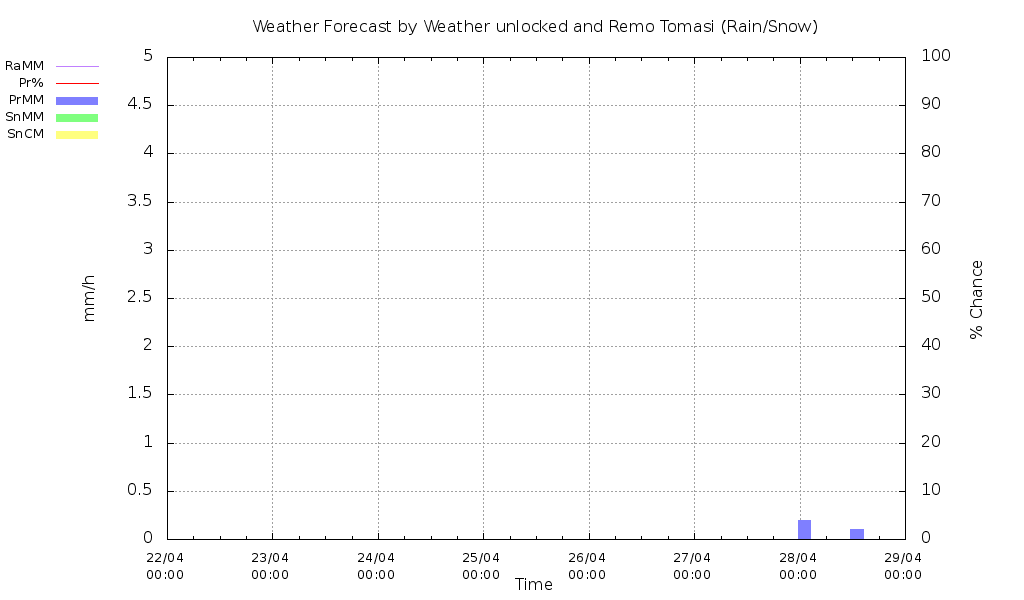 Weather Forecast by Weather unlocked and Remo Tomasi (Rain/Snow)
RaMM
Pr%
PrMM
SnMM
SnCM
5
4.5
4
3.5
3
2.5
2
1.5
1
0.5
0
mm/h
100
90
80
70
60
50
40
30
20
10
0
% Chance
22/04 23/04 24/04 25/04 26/04 27/04 28/04 29/04
00:00 00:00 00:00 00:00 00:00 00:00 00:00 00:00
Time